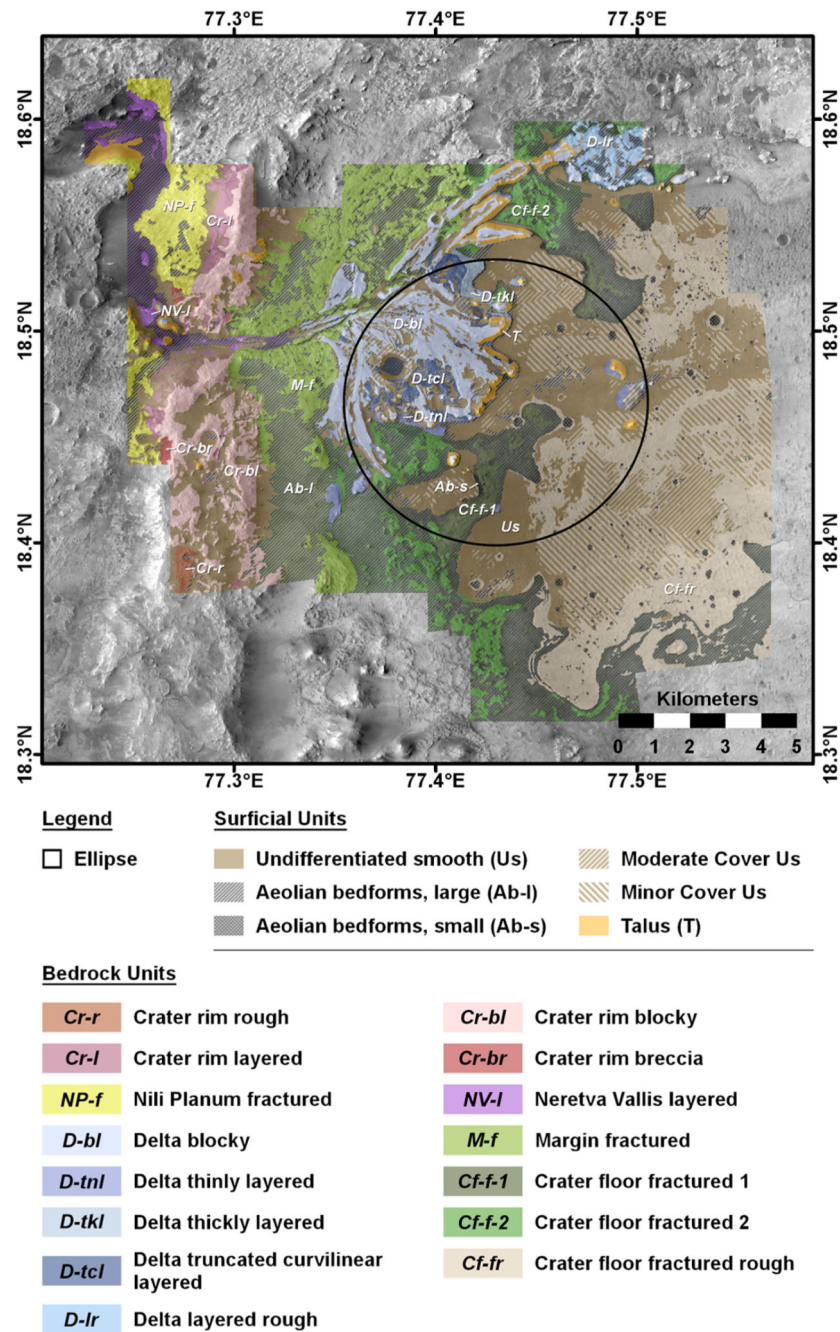 77.3°E 77.4°E 77.5°E
18.6°N 18.6°N
D-lr
NP-f
Cr-l
Cf-f-2
D-tkl
NV-l
18.5°N 18.5°N
D-bl
T
D-tcl
M-f
D-tnl
Cr-br
Cr-bl
Ab-l
Ab-s
Cf-f-1
Us
18.4°N 18.4°N
Cr-r
Cf-fr
Kilometers
0 1 2 3 4 5
18.3°N 18.3°N
77.3°E 77.4°E 77.5°E
Legend
Ellipse
Surficial Units
Undifferentiated smooth (Us)
Aeolian bedforms, large (Ab-l)
Aeolian bedforms, small (Ab-s)
Moderate Cover Us
Minor Cover Us
Talus (T)
Bedrock Units
Cr-r Crater rim rough
Cr-l Crater rim layered
NP-f Nili Planum fractured
D-bl Delta blocky
D-tnl Delta thinly layered
D-tkl Delta thickly layered
D-tcl Delta truncated curvilinear
layered
D-lr Delta layered rough
Cr-bl Crater rim blocky
Cr-br Crater rim breccia
NV-l Neretva Vallis layered
M-f Margin fractured
Cf-f-1 Crater floor fractured 1
Cf-f-2 Crater floor fractured 2
Cf-fr Crater floor fractured rough